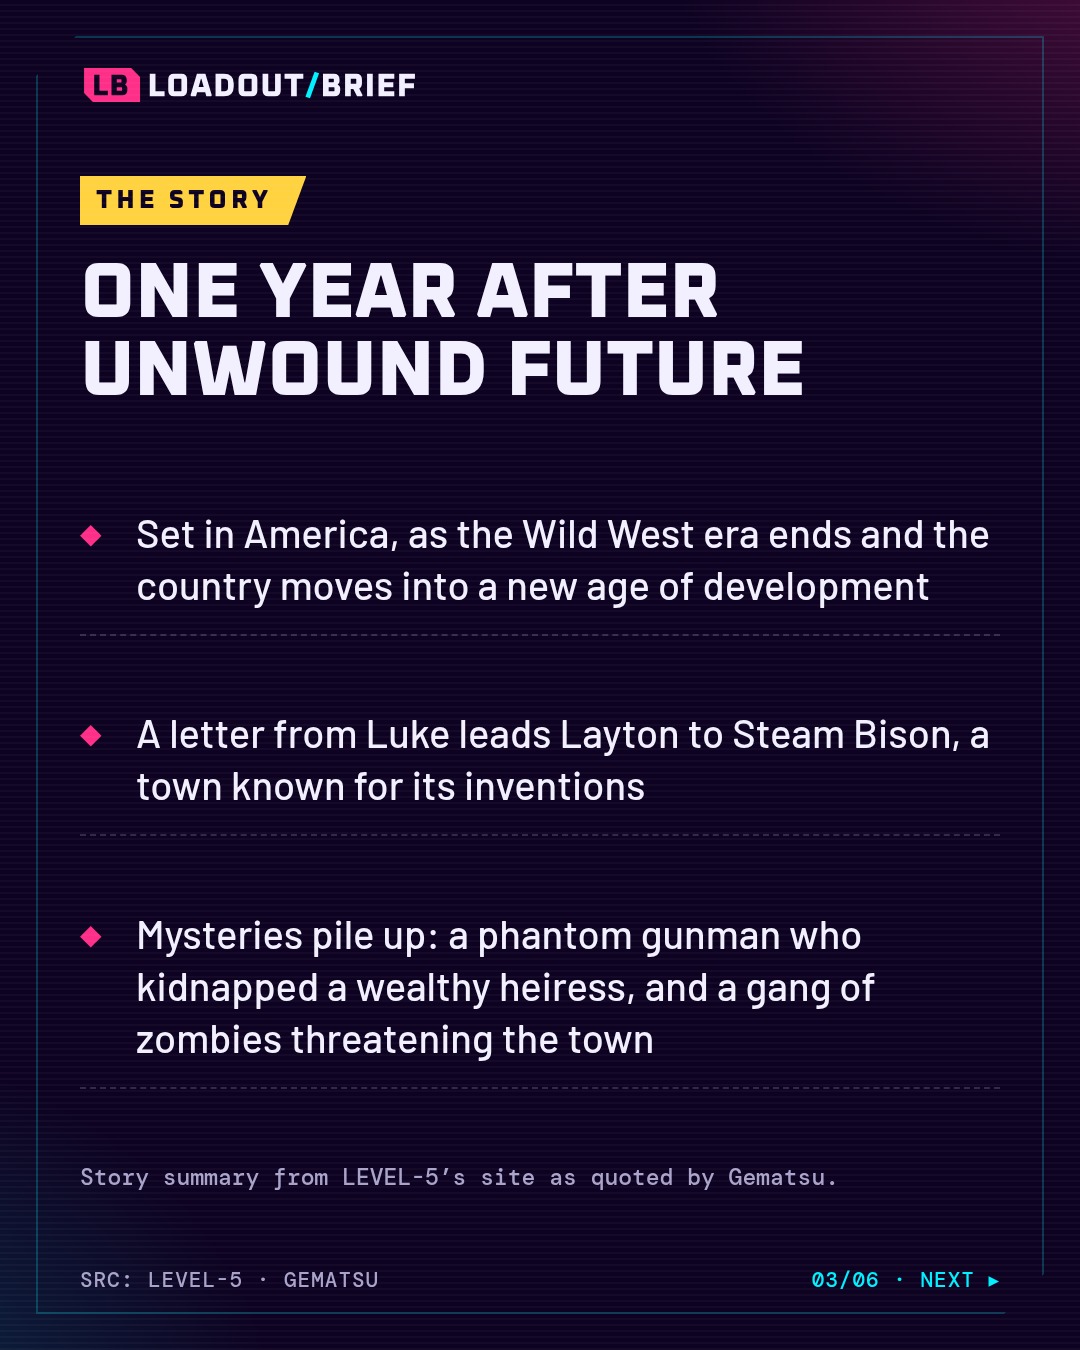 LB LOADOUT/BRIEF
THE STORY
ONE YEAR AFTER
UNWOUND FUTURE
◆ Set in America, as the Wild West era ends and the
country moves into a new age of development
◆ A letter from Luke leads Layton to Steam Bison, a
town known for its inventions
◆ Mysteries pile up: a phantom gunman who
kidnapped a wealthy heiress, and a gang of
zombies threatening the town
Story summary from LEVEL-5’s site as quoted by Gematsu.
SRC: LEVEL-5 · GEMATSU
03/06 · NEXT ▸